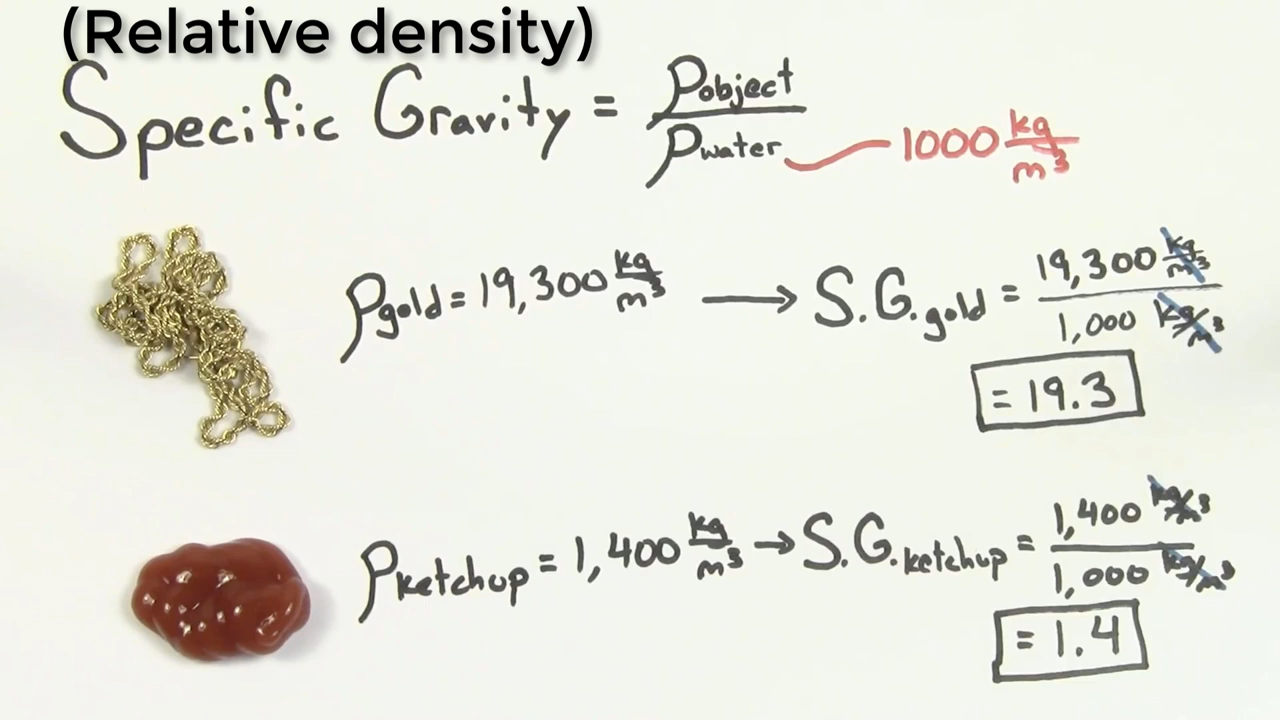 (Relative density)
Specific Gravity = ρobject / ρwater 1000 kg/m³
ρgold = 19,300 kg/m³ → S.G.gold = 19,300 kg/m³ / 1,000 kg/m³
= 19.3
ρketchup = 1,400 kg/m³ → S.G.ketchup = 1,400 kg/m³ / 1,000 kg/m³
= 1.4